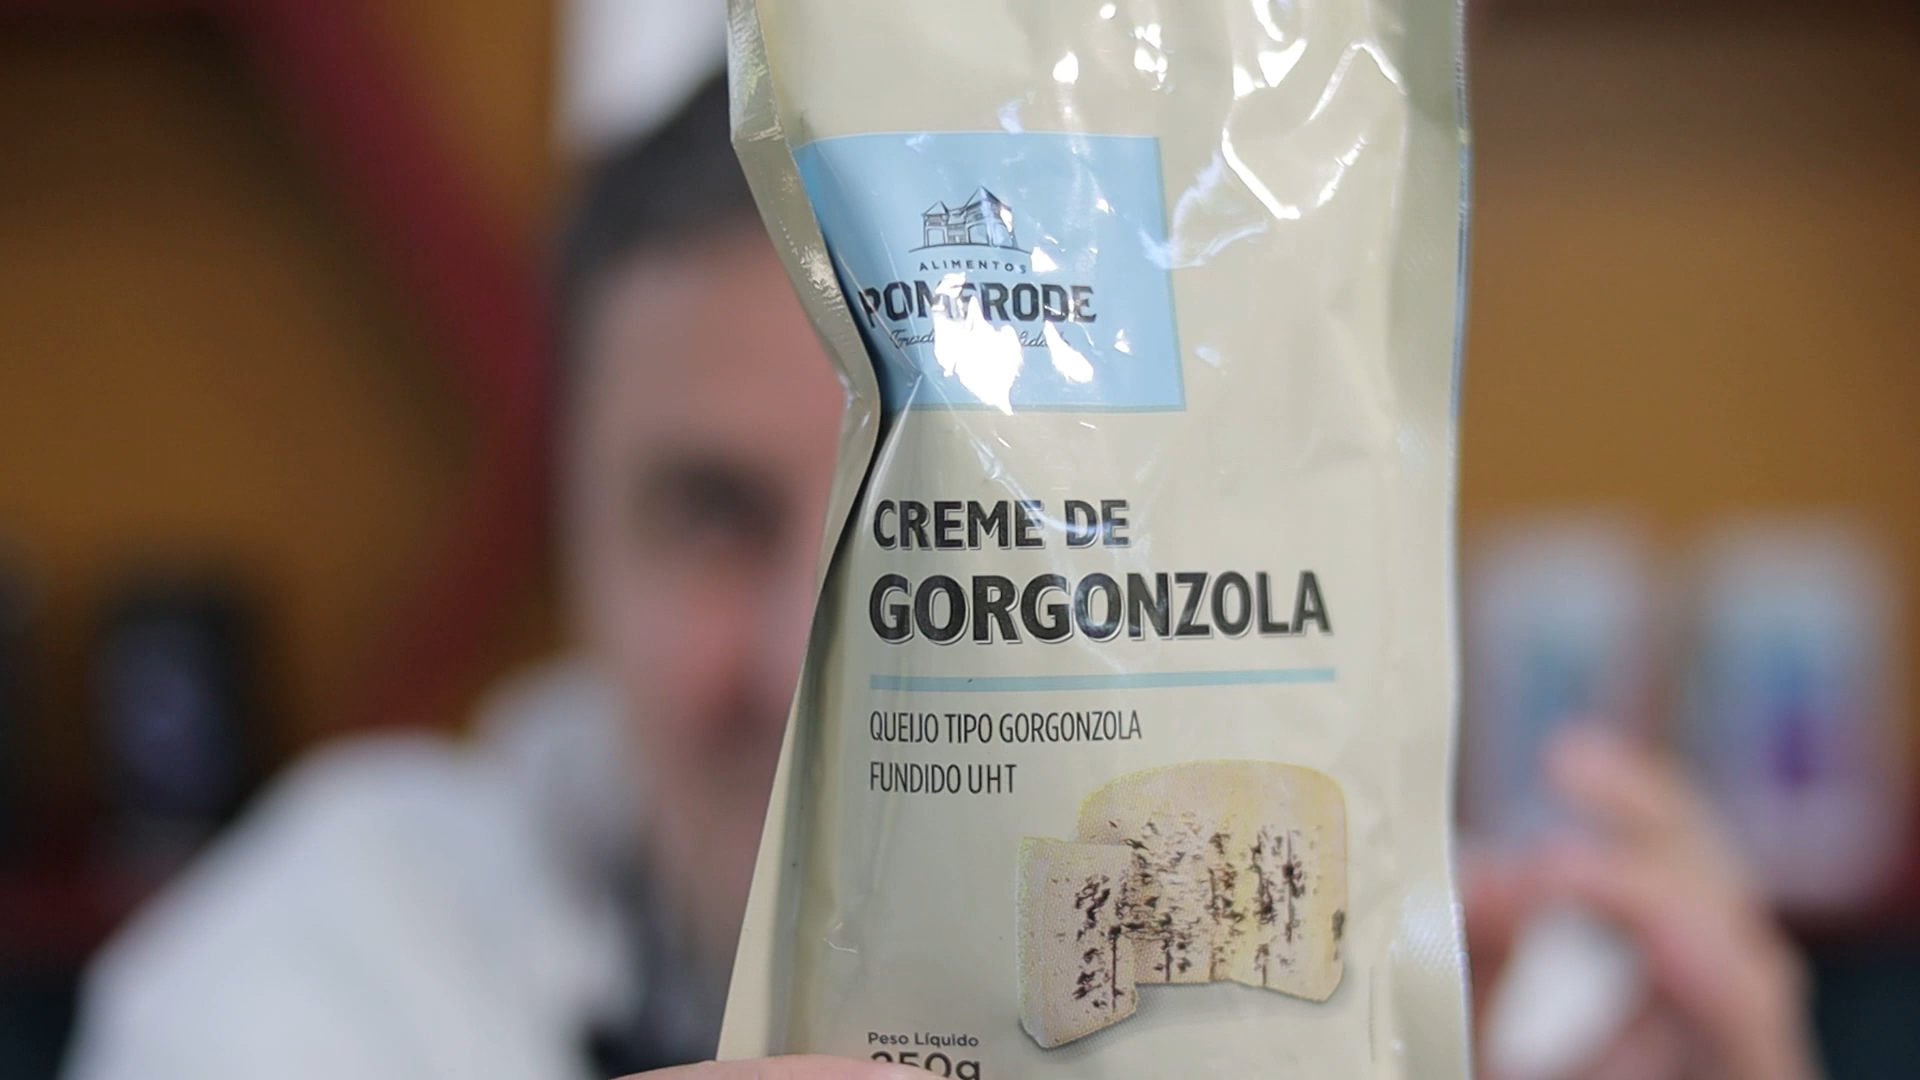 ALIMENTOS
POMERODE
CREME DE
GORGONZOLA
QUEIJO TIPO GORGONZOLA
FUNDIDO UHT
Peso Líquido